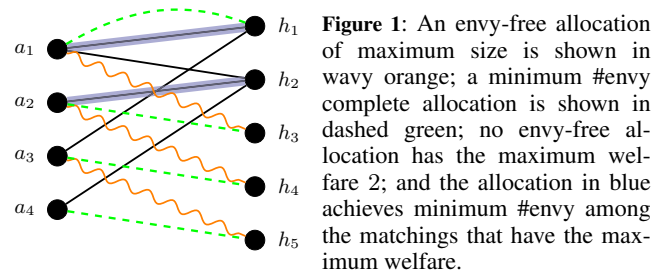 a1
a2
a3
a4
h1
h2
h3
h4
h5
Figure 1: An envy-free allocation
of maximum size is shown in
wavy orange; a minimum #envy
complete allocation is shown in
dashed green; no envy-free al-
location has the maximum wel-
fare 2; and the allocation in blue
achieves minimum #envy among
the matchings that have the max-
imum welfare.